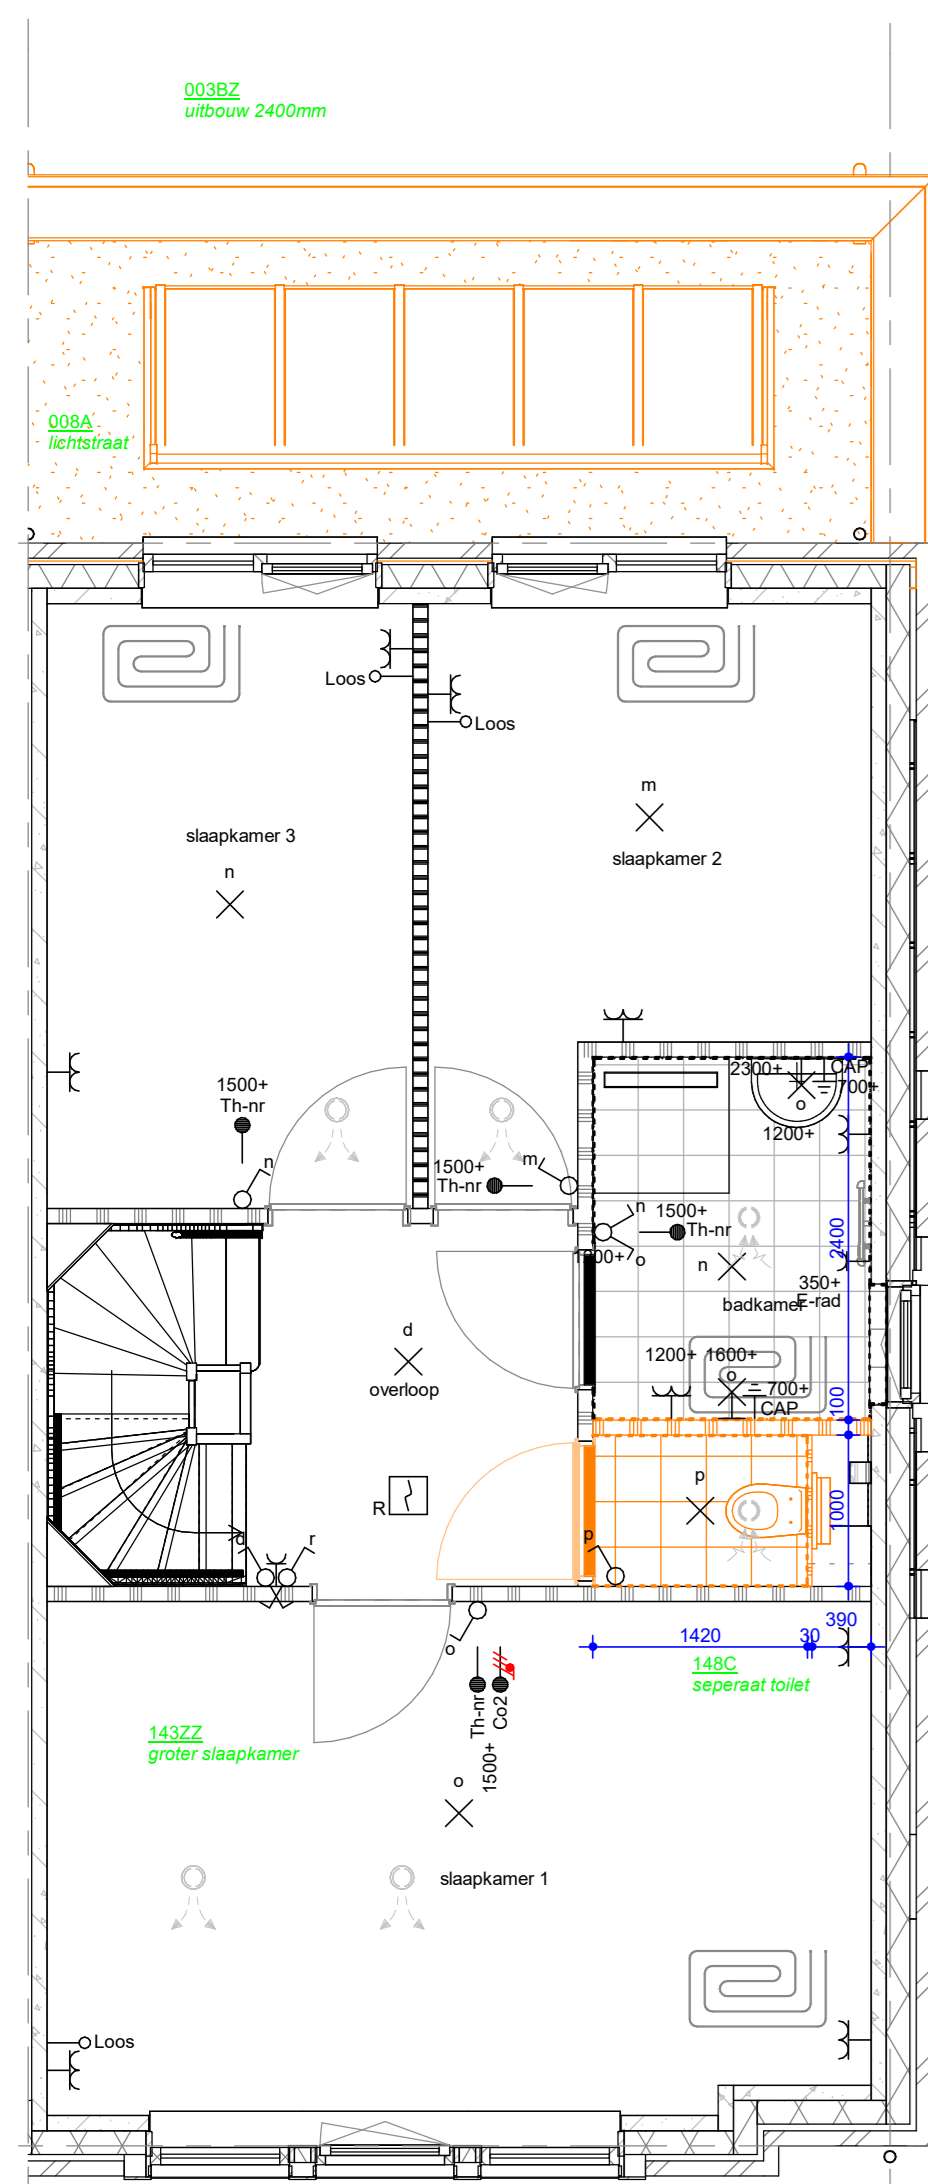 003BZ
uitbouw 2400mm
008A
lichtstraat
Loos
Loos
m
slaapkamer 3
slaapkamer 2
n
2300+
CAP
700+
o
1200+
1500+
Th-nr
n
m
1500+
Th-nr
n
1500+
Th-nr
o
2400
n
350+
E-rad
badkamer
d
overloop
1200+
1600+
o
700+
CAP
100
p
R
1000
p
d
r
390
1420
30
o
148C
seperaat toilet
Th-nr
Co2
1500+
143ZZ
groter slaapkamer
o
slaapkamer 1
Loos